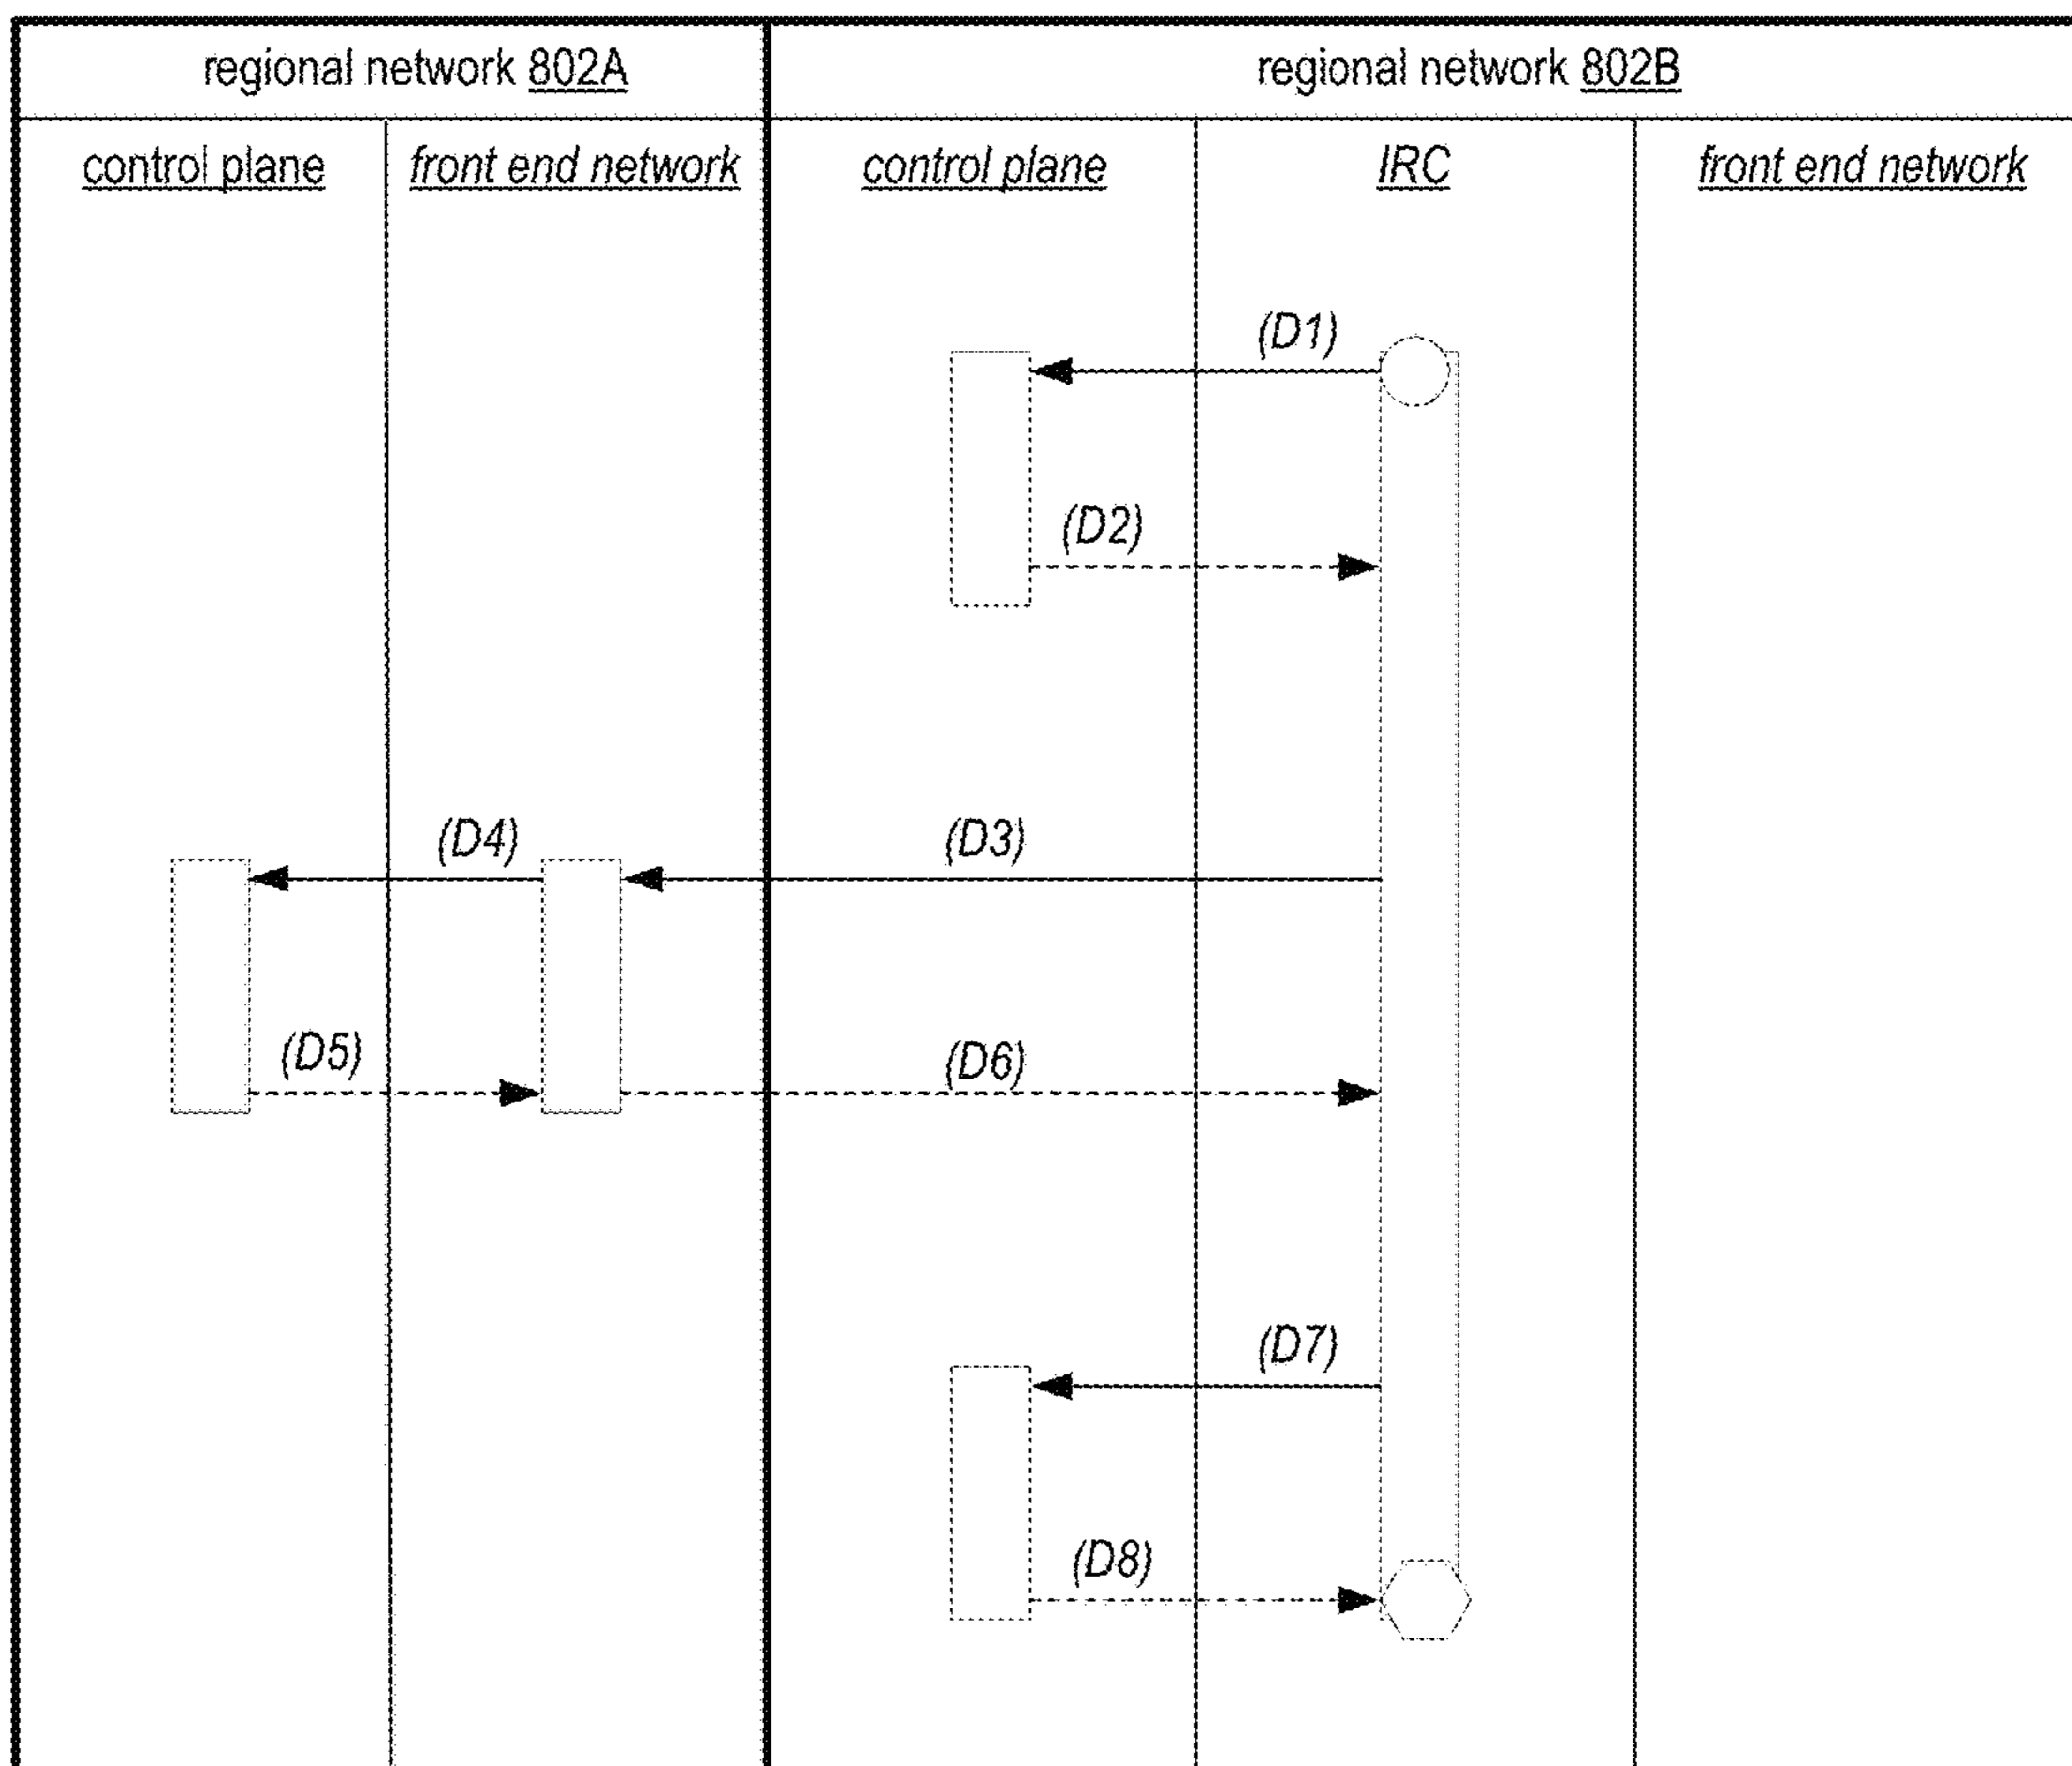 regional network 802A
regional network 802B
control plane
front end network
control plane
IRC
front end network
(D1)
(D2)
(D4)
(D3)
(D5)
(D6)
(D7)
(D8)